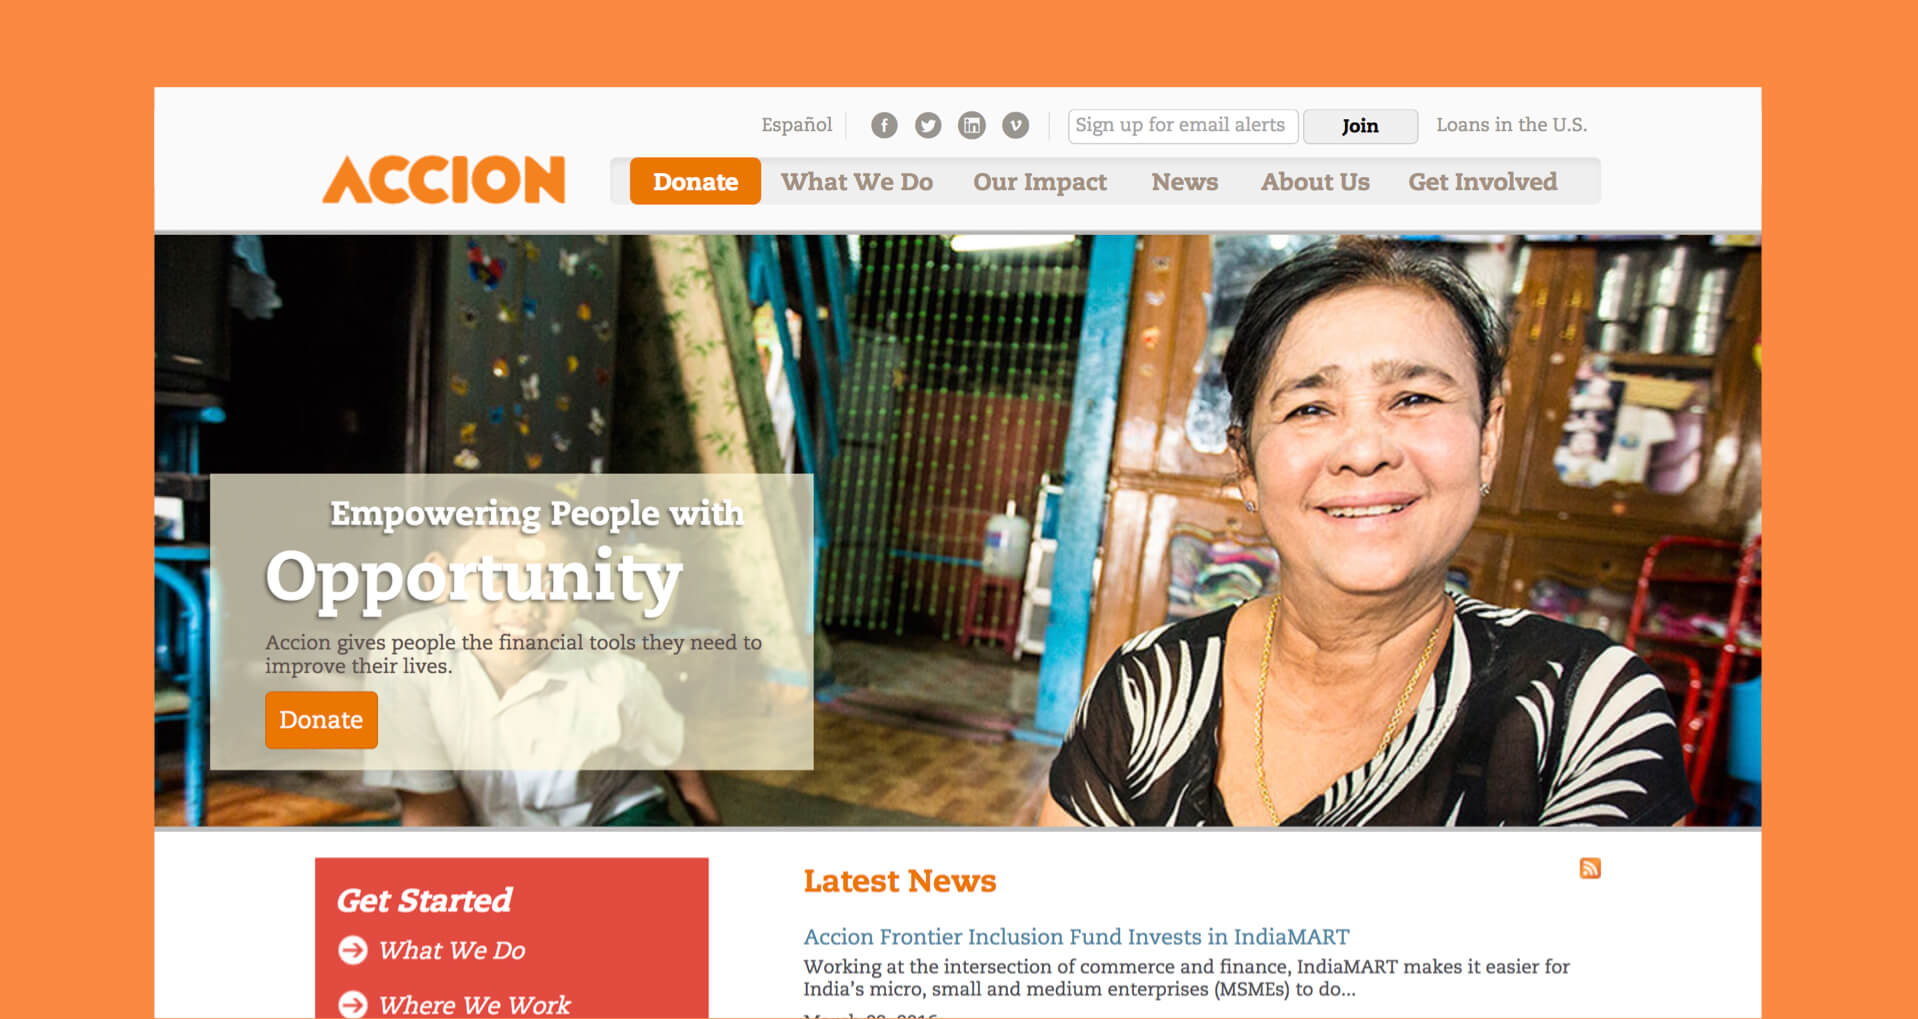 Español
Sign up for email alerts
Join
Loans in the U.S.
ACCION
Donate
What We Do
Our Impact
News
About Us
Get Involved
Empowering People with
Opportunity
Accion gives people the financial tools they need to
improve their lives.
Donate
Get Started
What We Do
Where We Work
Latest News
Accion Frontier Inclusion Fund Invests in IndiaMART
Working at the intersection of commerce and finance, IndiaMART makes it easier for
India's micro, small and medium enterprises (MSMEs) to do...